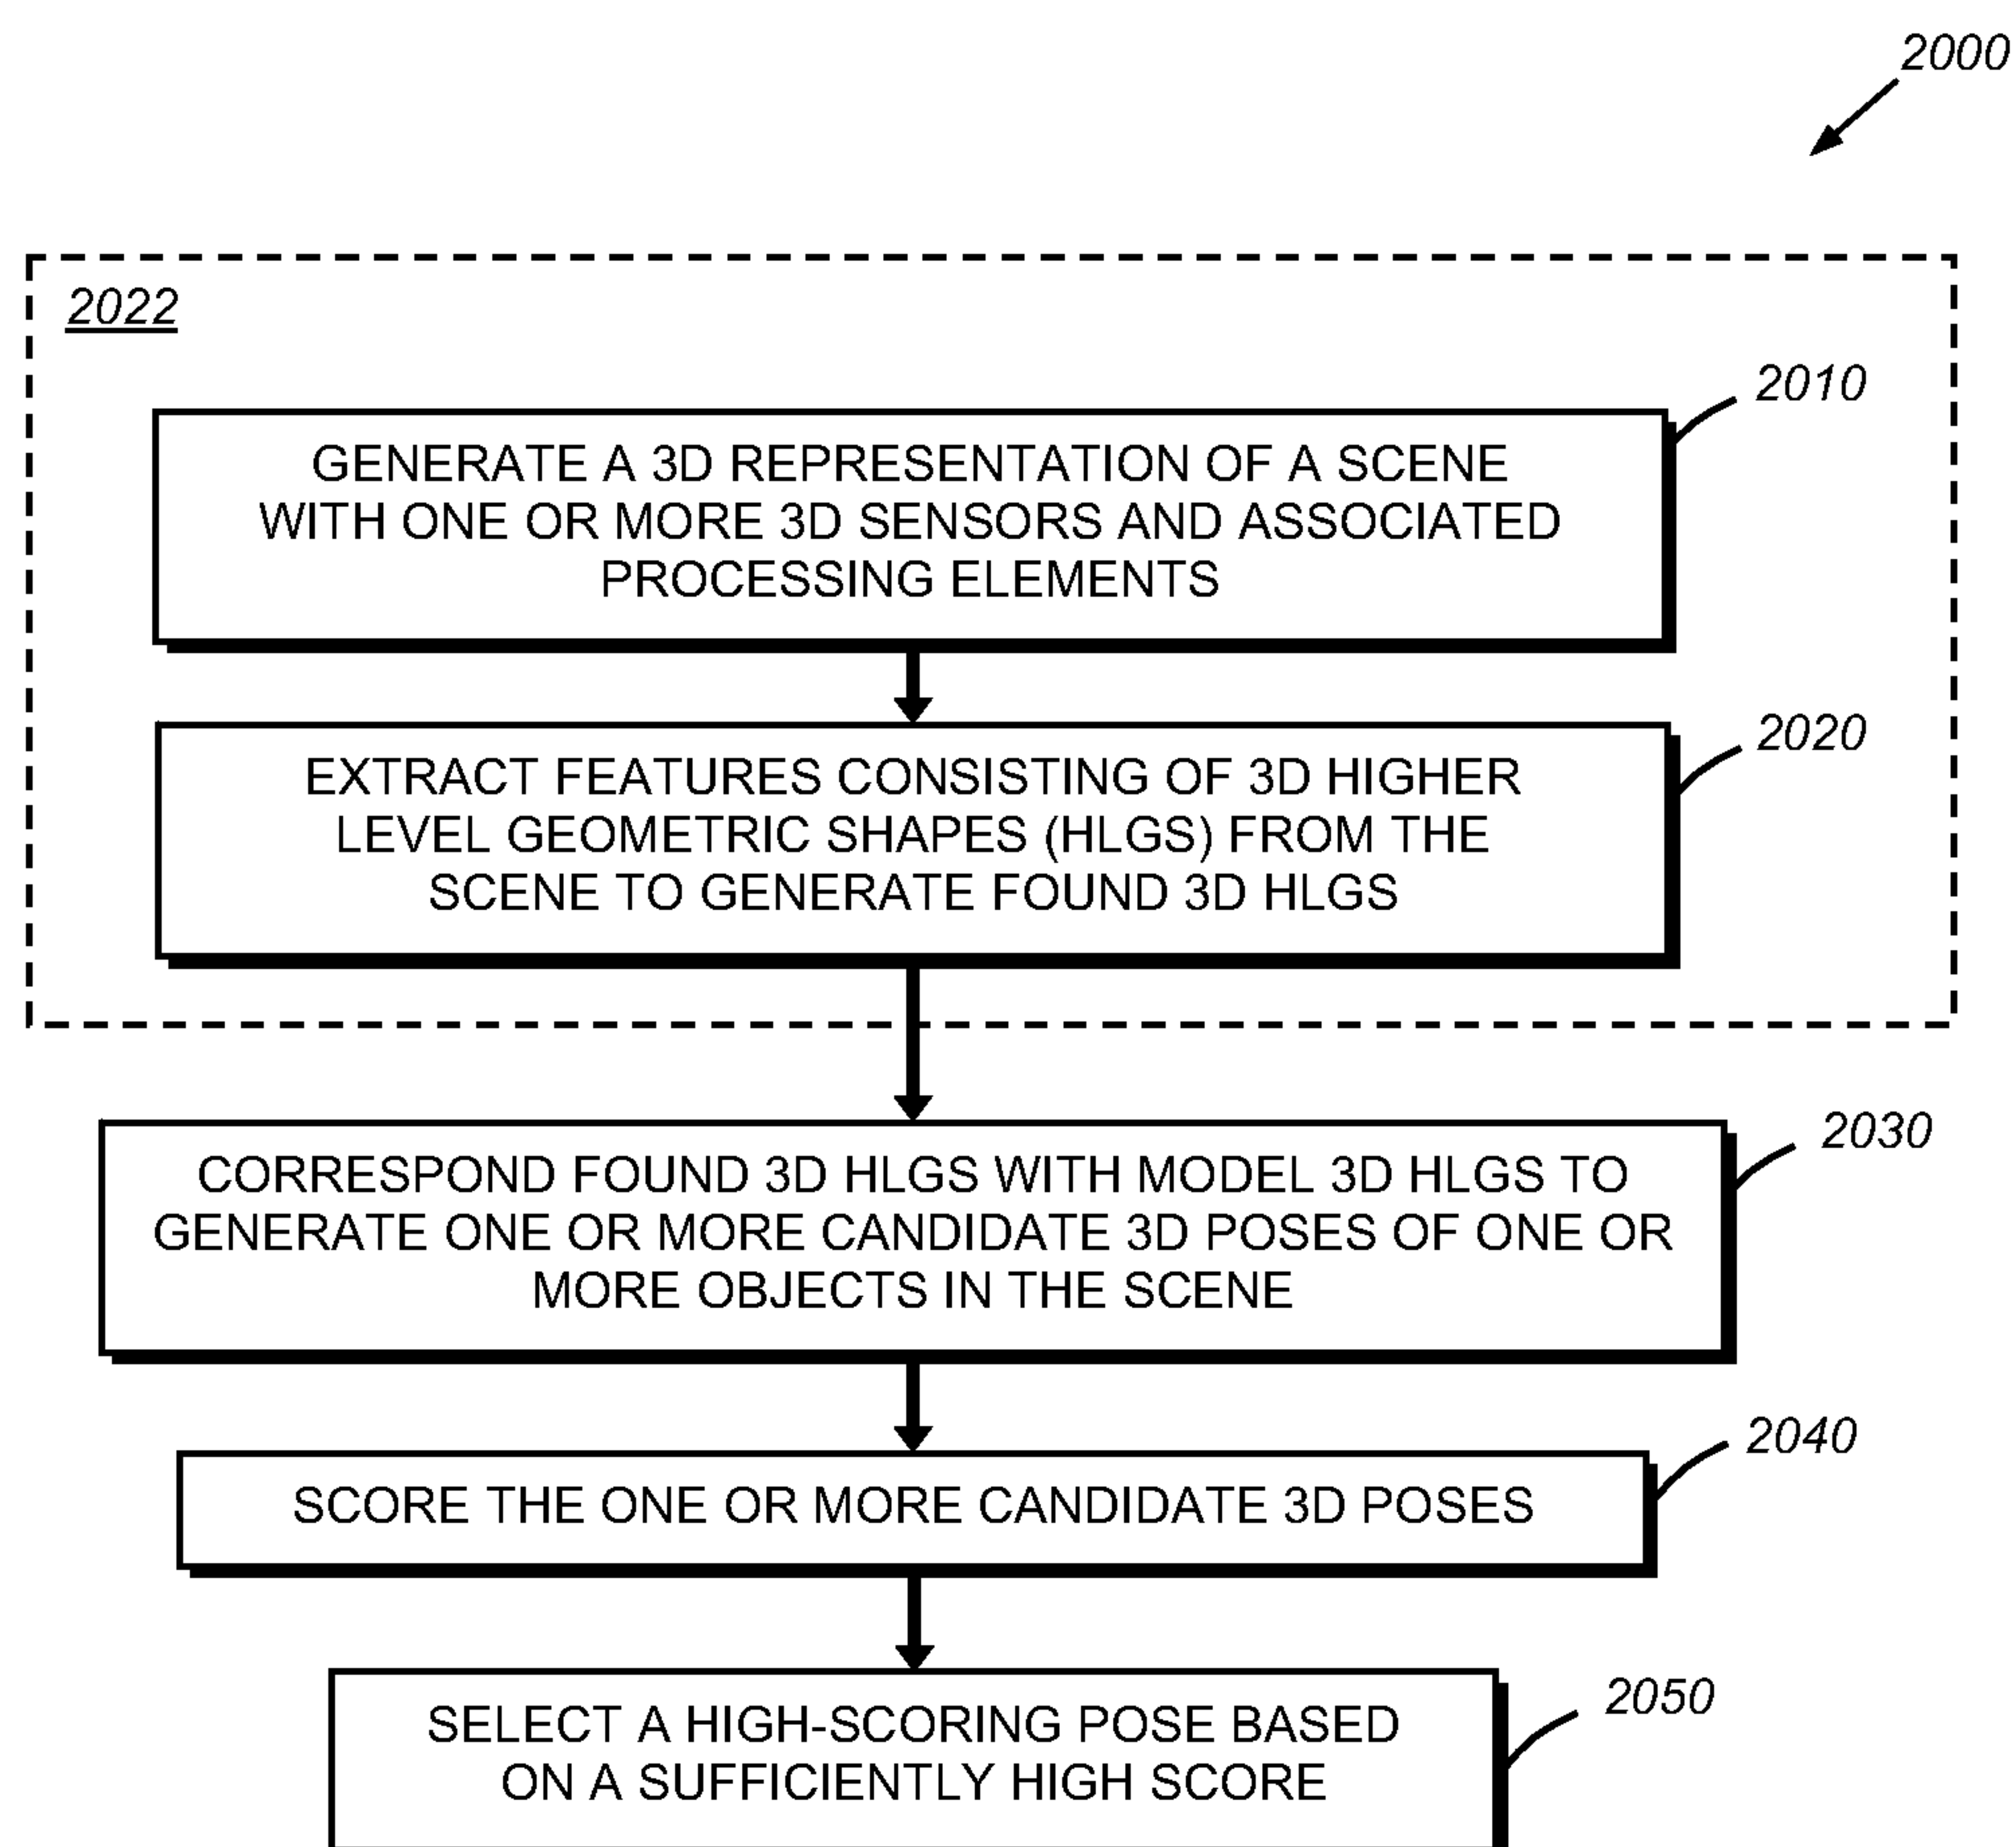 2000
2022
2010
GENERATE A 3D REPRESENTATION OF A SCENE
WITH ONE OR MORE 3D SENSORS AND ASSOCIATED
PROCESSING ELEMENTS
2020
EXTRACT FEATURES CONSISTING OF 3D HIGHER
LEVEL GEOMETRIC SHAPES (HLGS) FROM THE
SCENE TO GENERATE FOUND 3D HLGS
2030
CORRESPOND FOUND 3D HLGS WITH MODEL 3D HLGS TO
GENERATE ONE OR MORE CANDIDATE 3D POSES OF ONE OR
MORE OBJECTS IN THE SCENE
2040
SCORE THE ONE OR MORE CANDIDATE 3D POSES
2050
SELECT A HIGH-SCORING POSE BASED
ON A SUFFICIENTLY HIGH SCORE